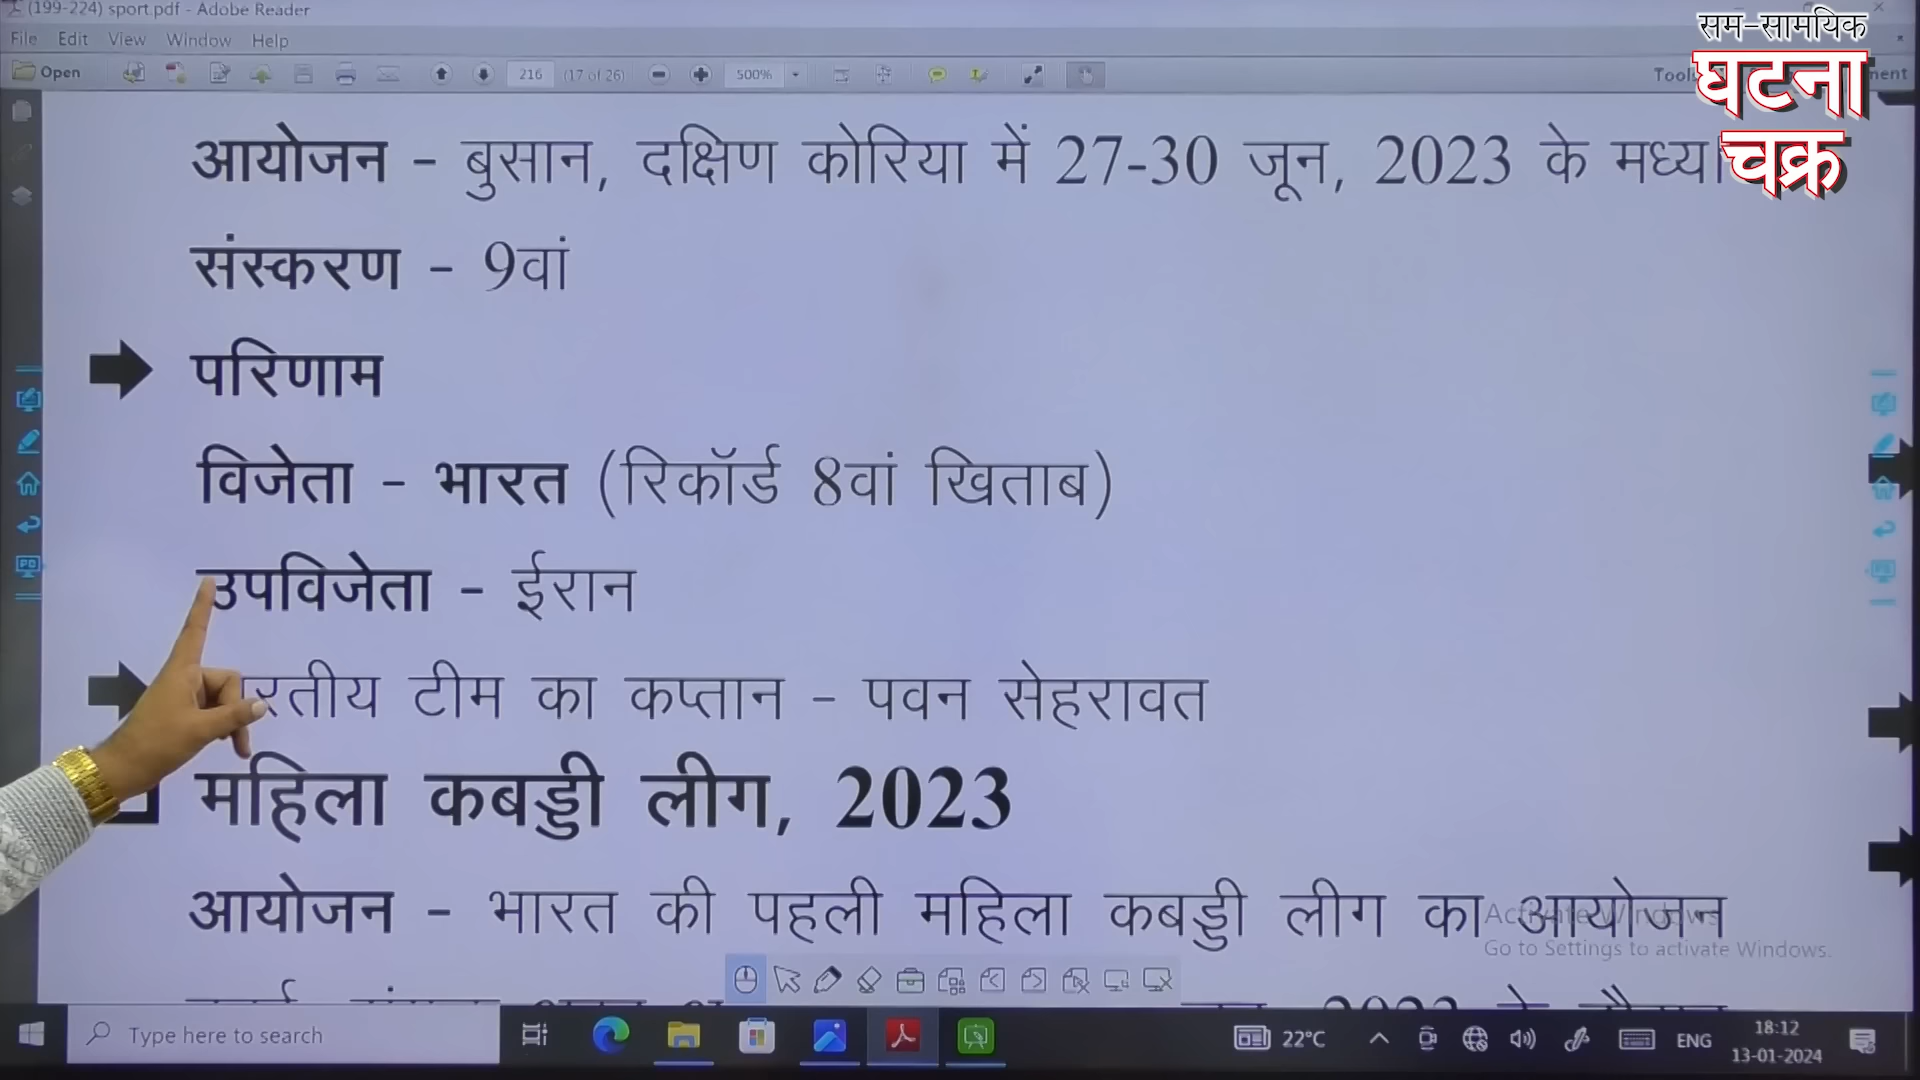 (199-224) sport.pdf - Adobe Reader
File Edit View Window Help
Open 216 (17 of 26) 500%
सम-सामयिक
घटना
चक्र
आयोजन - बुसान, दक्षिण कोरिया में 27-30 जून, 2023 के मध्य
संस्करण - 9वां
परिणाम
विजेता - भारत (रिकॉर्ड 8वां खिताब)
उपविजेता - ईरान
रतीय टीम का कप्तान - पवन सेहरावत
महिला कबड्डी लीग, 2023
आयोजन - भारत की पहली महिला कबड्डी लीग का आयोजन
Activate Windows
Go to Settings to activate Windows.
Type here to search
22°C ENG 18:12
13-01-2024